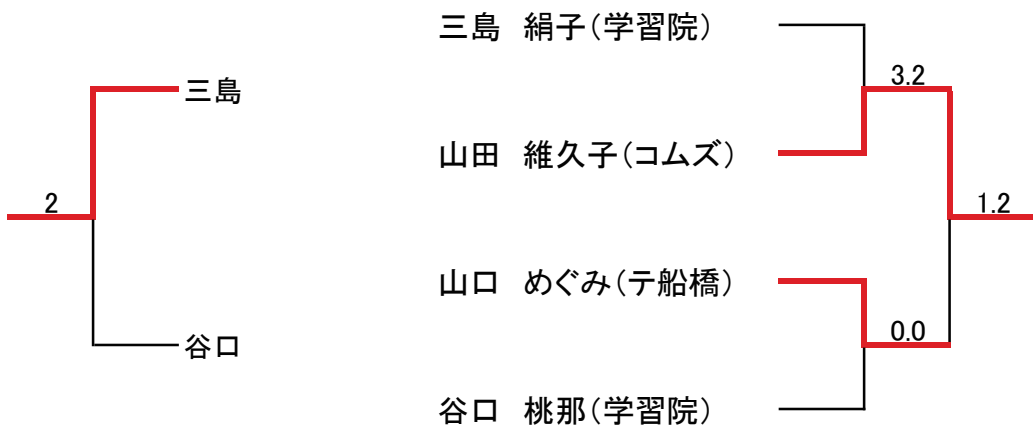 三島 絹子(学習院)
3.2
三島
山田 維久子(コムズ)
2
1.2
山口 めぐみ(テ船橋)
0.0
谷口
谷口 桃那(学習院)